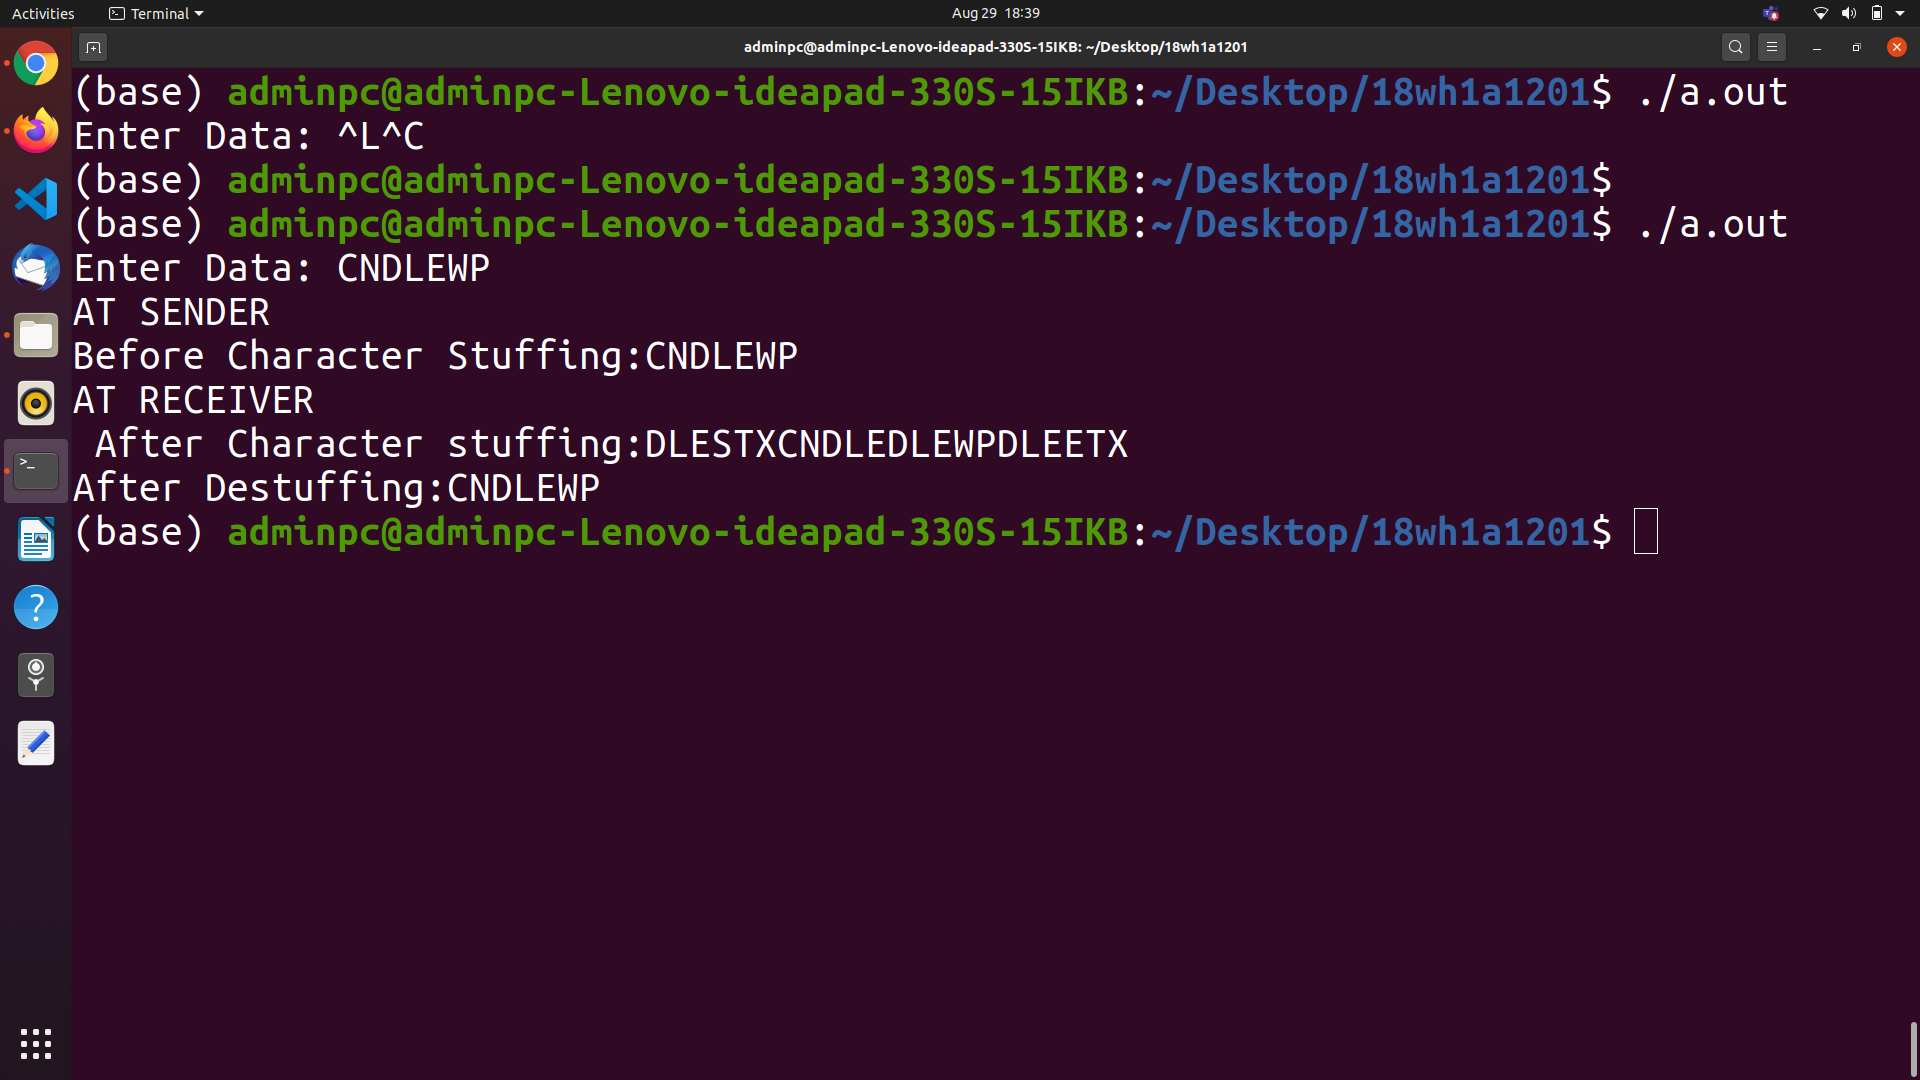 Activities Terminal Aug 29 18:39
adminpc@adminpc-Lenovo-ideapad-330S-15IKB: ~/Desktop/18wh1a1201
(base) adminpc@adminpc-Lenovo-ideapad-330S-15IKB:~/Desktop/18wh1a1201$ ./a.out
Enter Data: ^L^C
(base) adminpc@adminpc-Lenovo-ideapad-330S-15IKB:~/Desktop/18wh1a1201$
(base) adminpc@adminpc-Lenovo-ideapad-330S-15IKB:~/Desktop/18wh1a1201$ ./a.out
Enter Data: CNDLEWP
AT SENDER
Before Character Stuffing:CNDLEWP
AT RECEIVER
 After Character stuffing:DLESTXCNDLEDLEWPDLEETX
After Destuffing:CNDLEWP
(base) adminpc@adminpc-Lenovo-ideapad-330S-15IKB:~/Desktop/18wh1a1201$